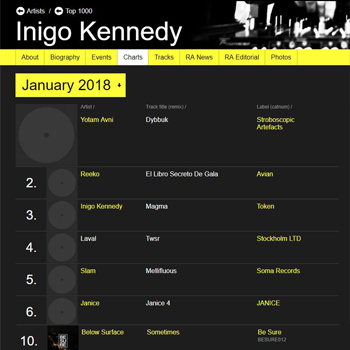 Artists / Top 1000
Inigo Kennedy
About Biography Events Charts Tracks RA News RA Editorial Photos
January 2018
Artist / Track title (remix) / Label (catnum) /
Yotam Avni Dybbuk Stroboscopic
Artefacts
2. Reeko El Libro Secreto De Gala Avian
3. Inigo Kennedy Magma Token
4. Laval Twsr Stockholm LTD
5. Slam Mellifluous Soma Records
6. Janice Janice 4 JANICE
10. Below Surface Sometimes Be Sure
BESURE012